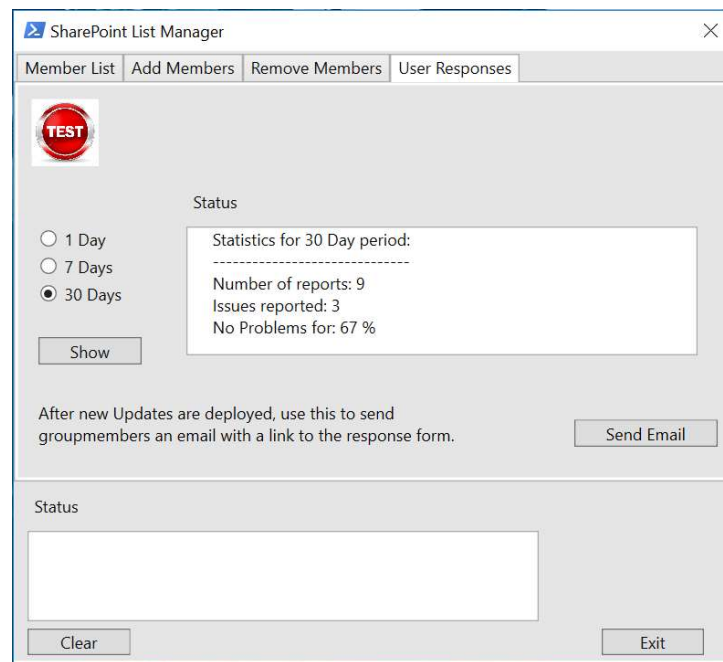 SharePoint List Manager
Member List Add Members Remove Members User Responses
TEST
Status
1 Day
7 Days
30 Days
Statistics for 30 Day period:
------------------------------
Number of reports: 9
Issues reported: 3
No Problems for: 67 %
Show
After new Updates are deployed, use this to send
groupmembers an email with a link to the response form.
Send Email
Status
Clear
Exit